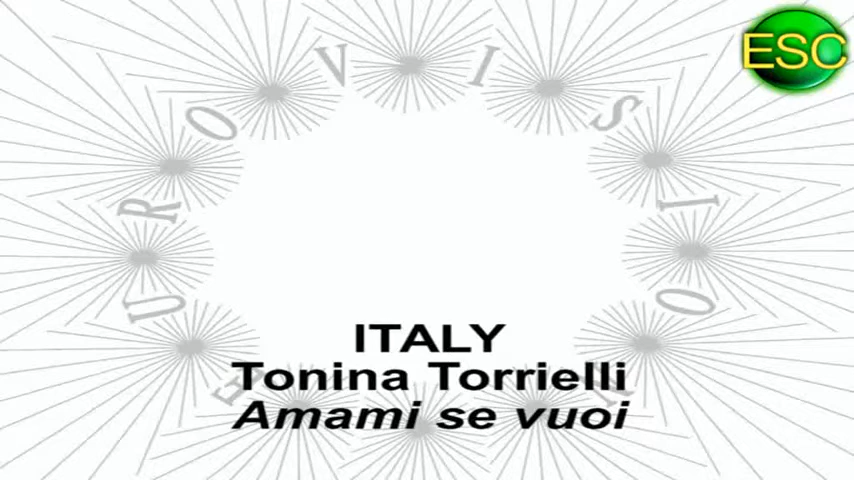 EUROVISION
ESC
ITALY
Tonina Torrielli
Amami se vuoi